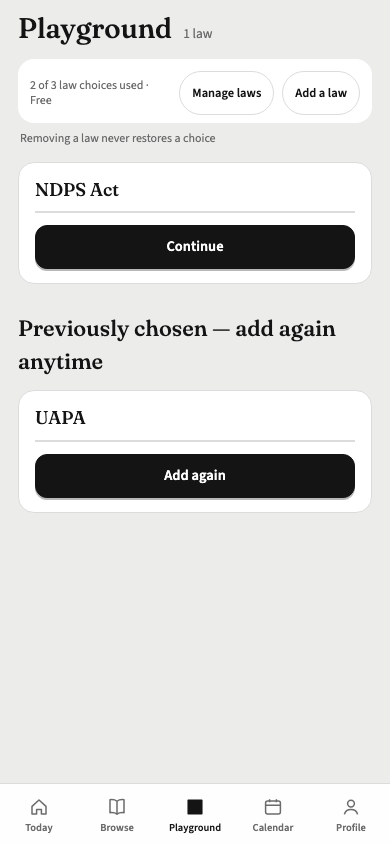 Playground 1 law
2 of 3 law choices used ·
Free
Manage laws
Add a law
Removing a law never restores a choice
NDPS Act
Continue
Previously chosen — add again
anytime
UAPA
Add again
Today
Browse
Playground
Calendar
Profile